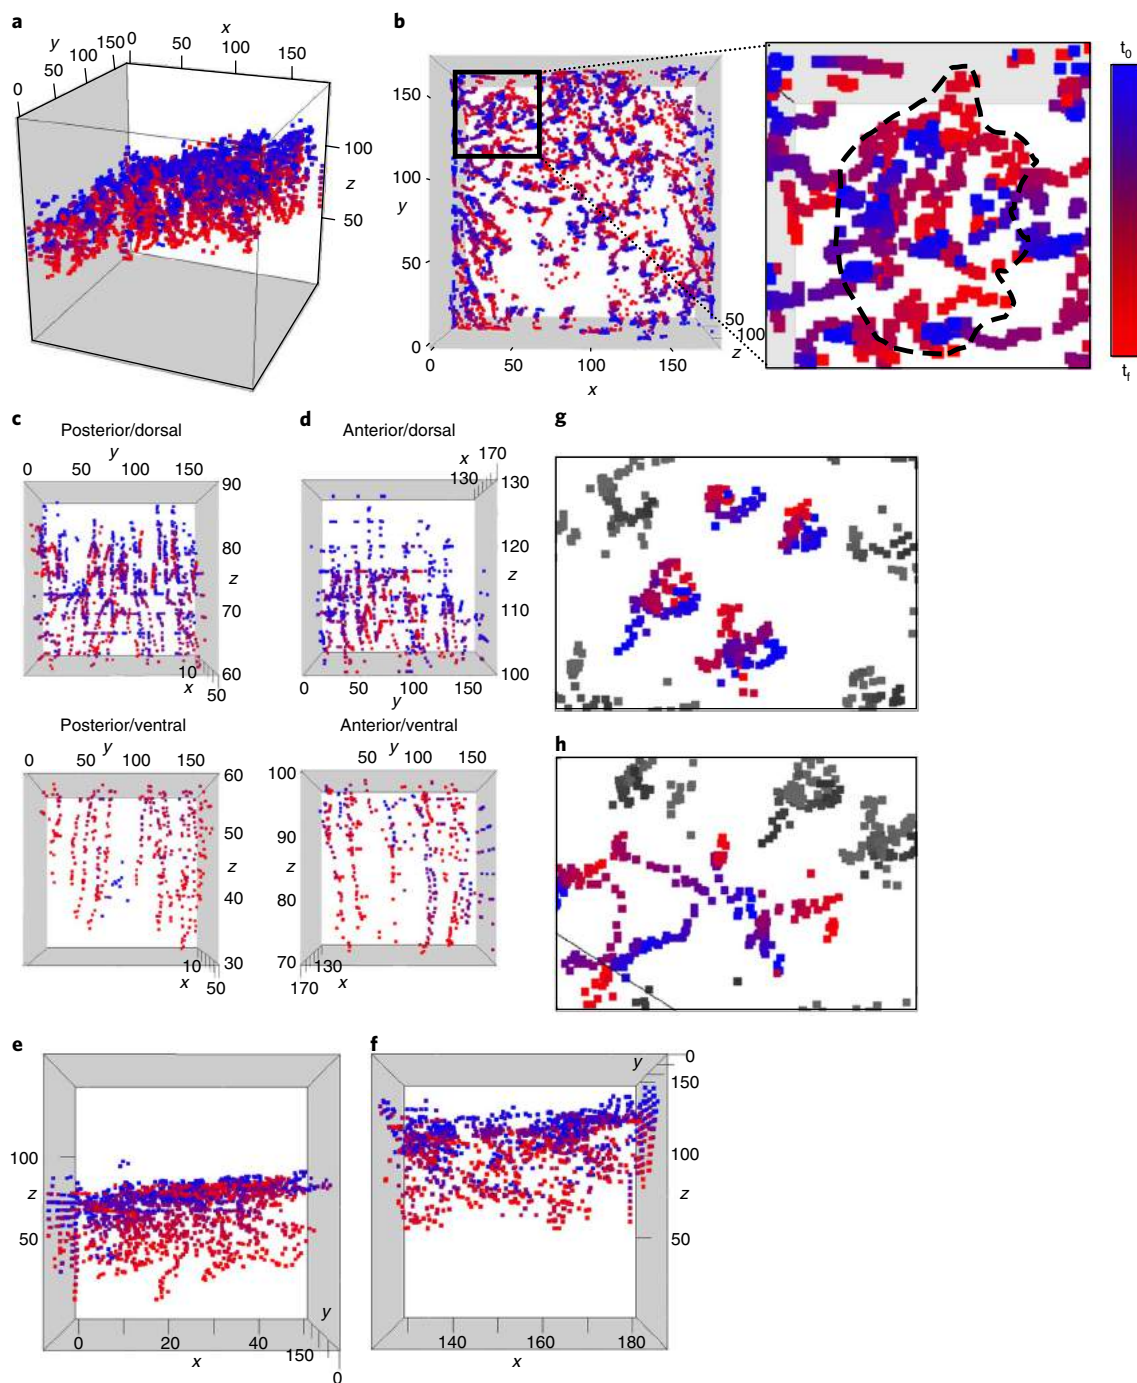 a
x
y
0
50
100
150
0
50
100
150
100
z
50
b
150
100
y
50
0
0
50
100
150
x
50
100
z
t0
tf
c
Posterior/dorsal
y
0 50 100 150
90
80
z
70
60
10
x
50
d
Anterior/dorsal
x
170
130
130
120
z
110
100
0 50 100 150
y
Posterior/ventral
y
0 50 100 150
60
50
z
40
30
10
x
50
Anterior/ventral
y
50 100 150
100
90
z
80
70
130
170
x
g
h
e
100
z
50
0 20 40
x
y
150
0
f
y
0
150
100
z
50
140 160 180
x